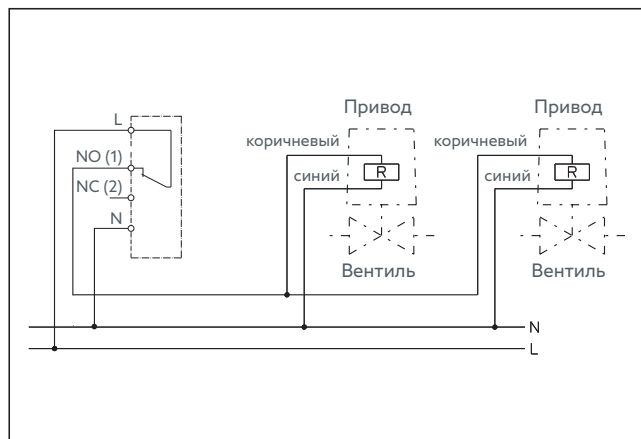 Привод
Привод
L
коричневый
коричневый
NO (1)
R
R
синий
синий
NC (2)
N
Вентиль
Вентиль
N
L